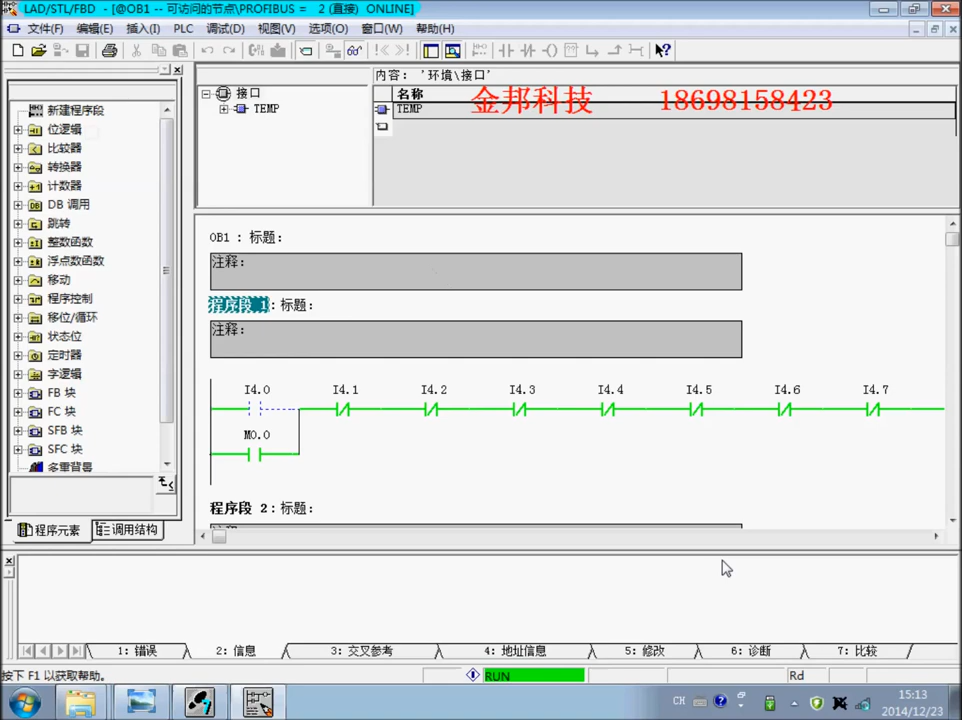 LAD/STL/FBD - [@OB1 -- 可访问的节点\PROFIBUS = 2 (直接) ONLINE]
文件(F) 编辑(E) 插入(I) PLC 调试(D) 视图(V) 选项(O) 窗口(W) 帮助(H)
内容: '环境\接口'
接口
TEMP
名称
TEMP
金邦科技 18698158423
新建程序段
位逻辑
比较器
转换器
计数器
DB 调用
跳转
整数函数
浮点数函数
移动
程序控制
移位/循环
状态位
定时器
字逻辑
FB 块
FC 块
SFB 块
SFC 块
多重背景
程序元素 调用结构
OB1 : 标题:
注释:
程序段 1: 标题:
注释:
I4.0 I4.1 I4.2 I4.3 I4.4 I4.5 I4.6 I4.7
M0.0
程序段 2: 标题:
注释:
1: 错误 2: 信息 3: 交叉参考 4: 地址信息 5: 修改 6: 诊断 7: 比较
按下 F1 以获取帮助。
RUN
Rd
CH
15:13
2014/12/23